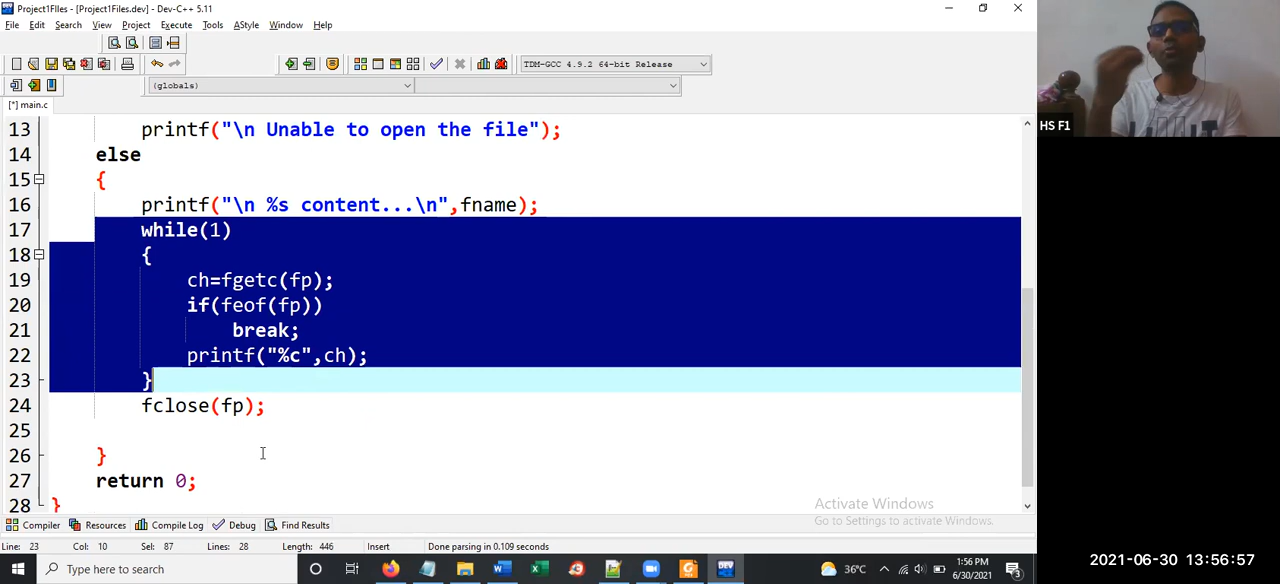 Project1FIles - [Project1Files.dev] - Dev-C++ 5.11
File Edit Search View Project Execute Tools AStyle Window Help
TDM-GCC 4.9.2 64-bit Release
(globals)
[*] main.c
HS F1
13 printf("\n Unable to open the file");
14 else
15 {
16 printf("\n %s content...\n",fname);
17 while(1)
18 {
19 ch=fgetc(fp);
20 if(feof(fp))
21 break;
22 printf("%c",ch);
23 }
24 fclose(fp);
25
26 }
27 return 0;
28 }
Activate Windows
Go to Settings to activate Windows.
Compiler Resources Compile Log Debug Find Results
Line: 23 Col: 10 Sel: 87 Lines: 28 Length: 446 Insert Done parsing in 0.109 seconds
Type here to search
36°C
1:56 PM
6/30/2021
2021-06-30 13:56:57